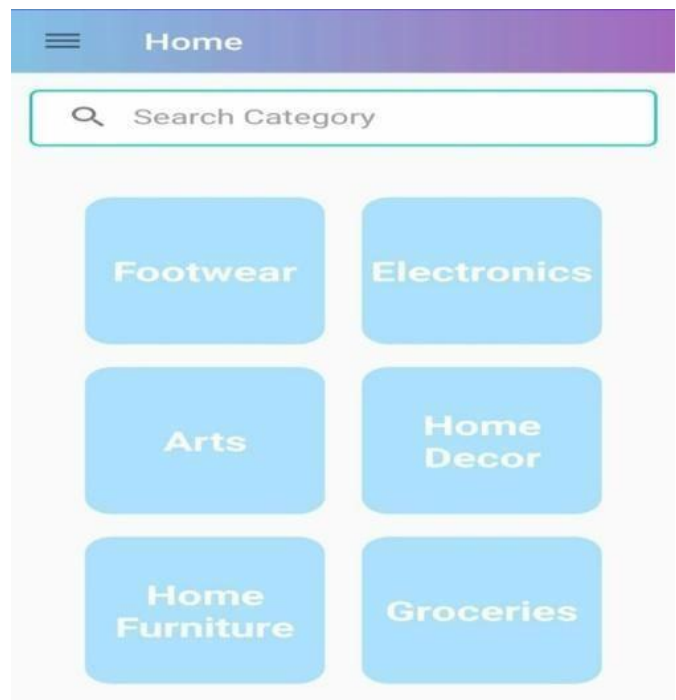 Home
Search Category
Footwear
Electronics
Arts
Home
Decor
Home
Furniture
Groceries